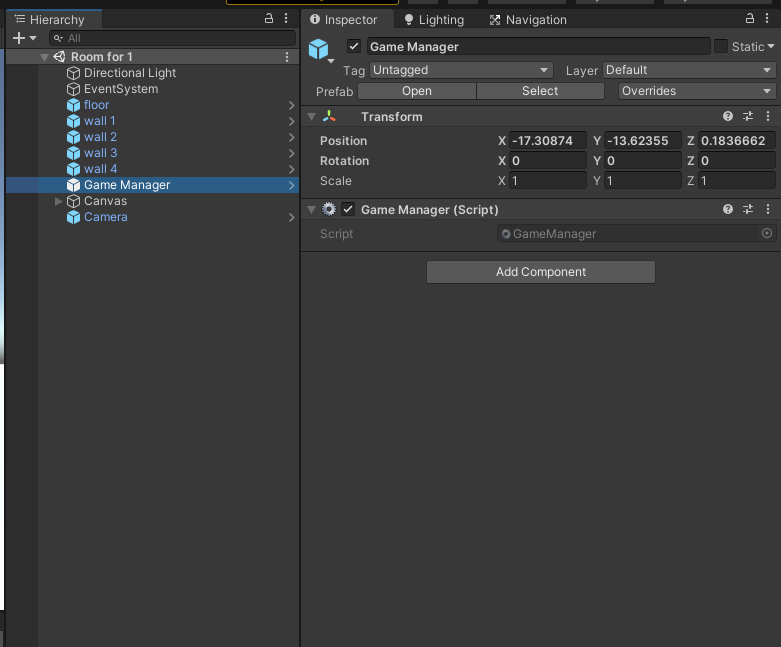 Hierarchy
All
Room for 1
Directional Light
EventSystem
floor
wall 1
wall 2
wall 3
wall 4
Game Manager
Canvas
Camera
Inspector Lighting Navigation
Game Manager Static
Tag Untagged Layer Default
Prefab Open Select Overrides
Transform
Position X -17.30874 Y -13.62355 Z 0.1836662
Rotation X 0 Y 0 Z 0
Scale X 1 Y 1 Z 1
Game Manager (Script)
Script GameManager
Add Component